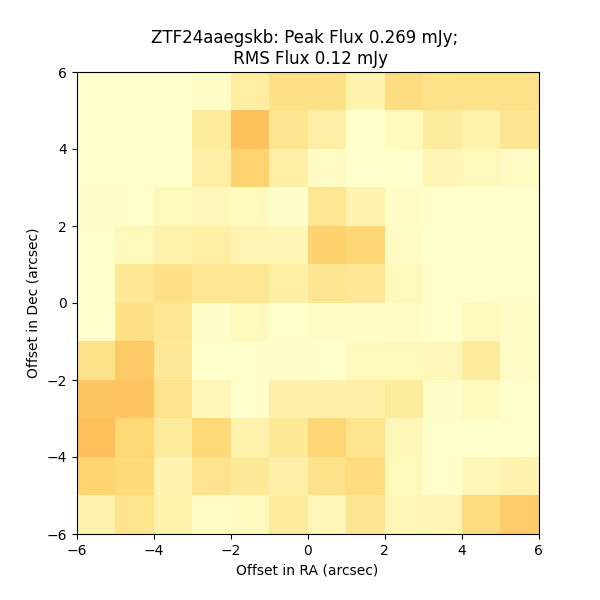 ZTF24aaegskb: Peak Flux 0.269 mJy;
RMS Flux 0.12 mJy
6
4
2
0
−2
−4
−6
Offset in Dec (arcsec)
−6 −4 −2 0 2 4 6
Offset in RA (arcsec)